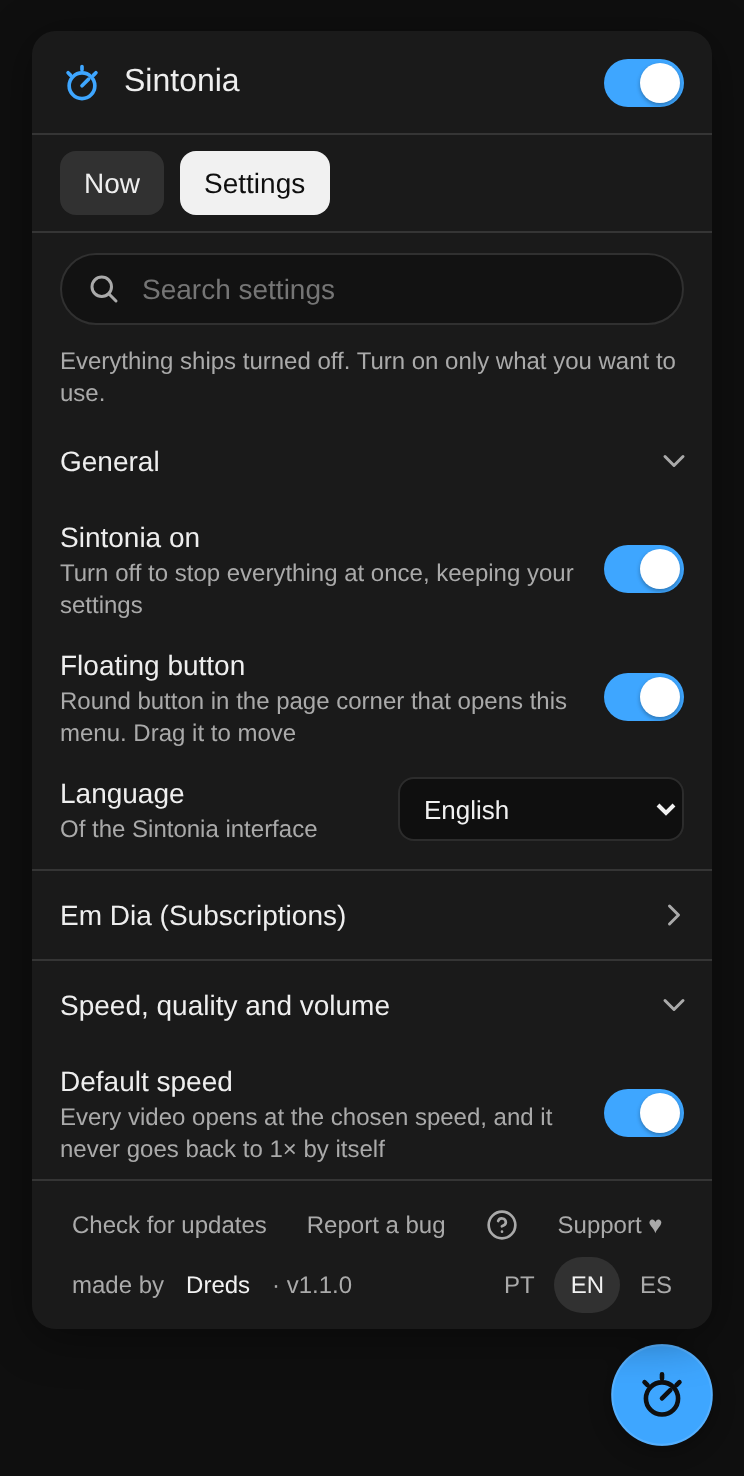 Sintonia
Now
Settings
Search settings
Everything ships turned off. Turn on only what you want to
use.
General
Sintonia on
Turn off to stop everything at once, keeping your
settings
Floating button
Round button in the page corner that opens this
menu. Drag it to move
Language
Of the Sintonia interface
English
Em Dia (Subscriptions)
Speed, quality and volume
Default speed
Every video opens at the chosen speed, and it
never goes back to 1× by itself
Check for updates Report a bug ? Support ♥
made by Dreds · v1.1.0 PT EN ES